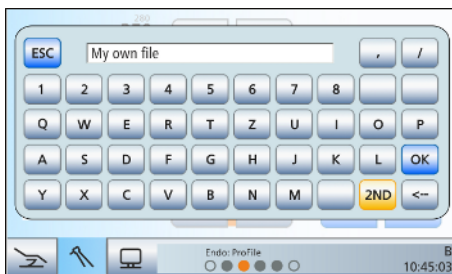 280
ESC My own file , /
1 2 3 4 5 6 7 8
Q W E R T Z U I O P
A S D F G H J K L OK
Y X C V B N M 2ND <--
Endo: Profile B
10:45:03